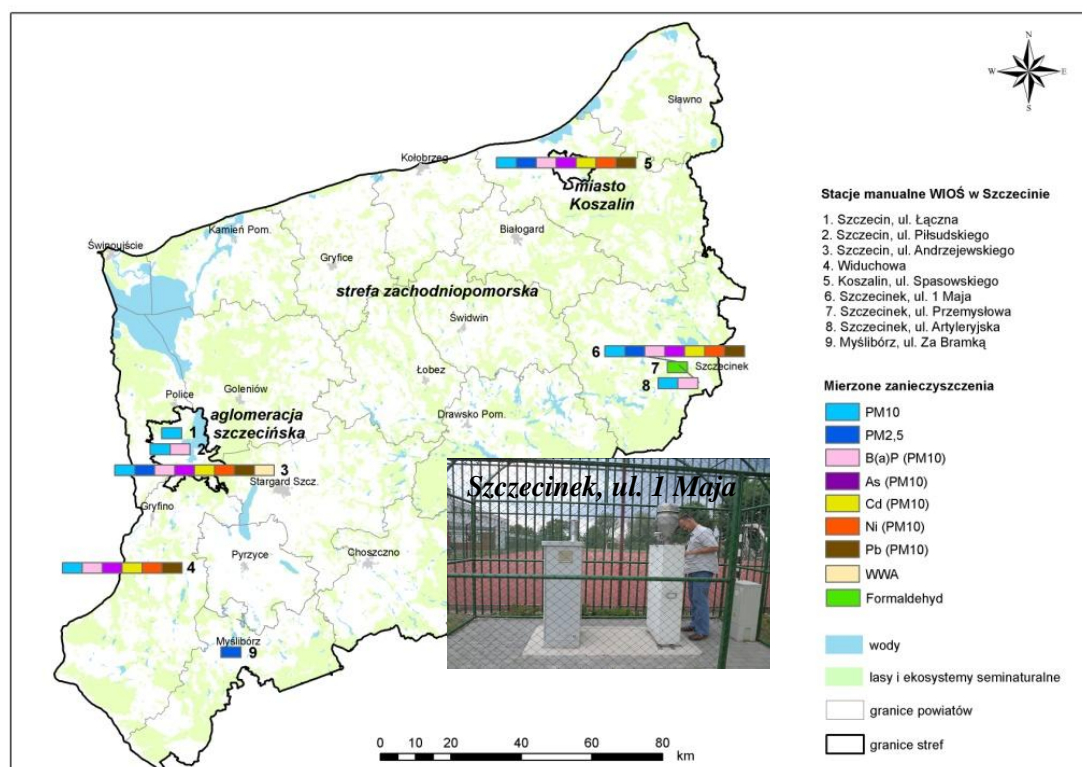 N
W E
S
Sławno
Kołobrzeg
5
miasto
Koszalin
Kamień Pom.
Białogard
Świnoujście
Gryfice
strefa zachodniopomorska
Świdwin
6
7 Szczecinek
8
Łobez
Police
Goleniów
Drawsko Pom.
aglomeracja
szczecińska
1
2
3
Stargard Szcz.
Gryfino
Pyrzyce
Choszczno
4
Myślibórz
9
Szczecinek, ul. 1 Maja
0 10 20 40 60 80
km
Stacje manualne WIOŚ w Szczecinie
1. Szczecin, ul. Łączna
2. Szczecin, ul. Piłsudskiego
3. Szczecin, ul. Andrzejewskiego
4. Widuchowa
5. Koszalin, ul. Spasowskiego
6. Szczecinek, ul. 1 Maja
7. Szczecinek, ul. Przemysłowa
8. Szczecinek, ul. Artyleryjska
9. Myślibórz, ul. Za Bramką
Mierzone zanieczyszczenia
PM10
PM2,5
B(a)P (PM10)
As (PM10)
Cd (PM10)
Ni (PM10)
Pb (PM10)
WWA
Formaldehyd
wody
lasy i ekosystemy seminaturalne
granice powiatów
granice stref